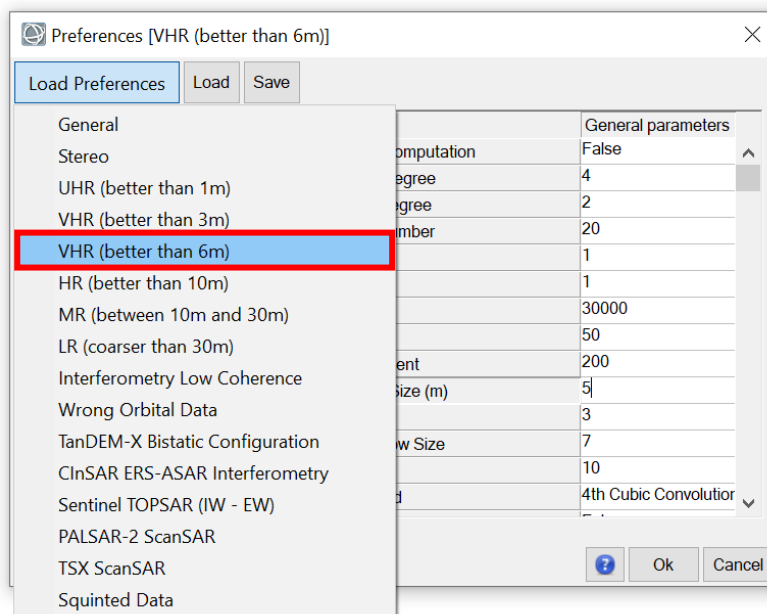 Preferences [VHR (better than 6m)]
Load Preferences Load Save
General
Stereo
UHR (better than 1m)
VHR (better than 3m)
VHR (better than 6m)
HR (better than 10m)
MR (between 10m and 30m)
LR (coarser than 30m)
Interferometry Low Coherence
Wrong Orbital Data
TanDEM-X Bistatic Configuration
CInSAR ERS-ASAR Interferometry
Sentinel TOPSAR (IW - EW)
PALSAR-2 ScanSAR
TSX ScanSAR
Squinted Data
General parameters
omputation False
egree 4
egree 2
umber 20
1
1
30000
50
ent 200
Size (m) 5
3
ow Size 7
10
d 4th Cubic Convolution
? Ok Cancel